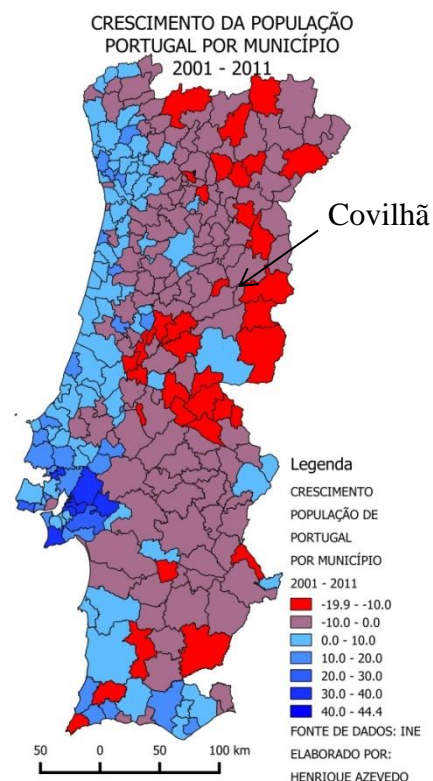 CRESCIMENTO DA POPULAÇÃO
PORTUGAL POR MUNICÍPIO
2001 - 2011
Covilhã
Legenda
CRESCIMENTO
POPULAÇÃO DE
PORTUGAL
POR MUNICÍPIO
2001 - 2011
-19.9 - -10.0
-10.0 - 0.0
0.0 - 10.0
10.0 - 20.0
20.0 - 30.0
30.0 - 40.0
40.0 - 44.4
FONTE DE DADOS: INE
ELABORADO POR:
HENRIQUE AZEVEDO
50 0 50 100 km